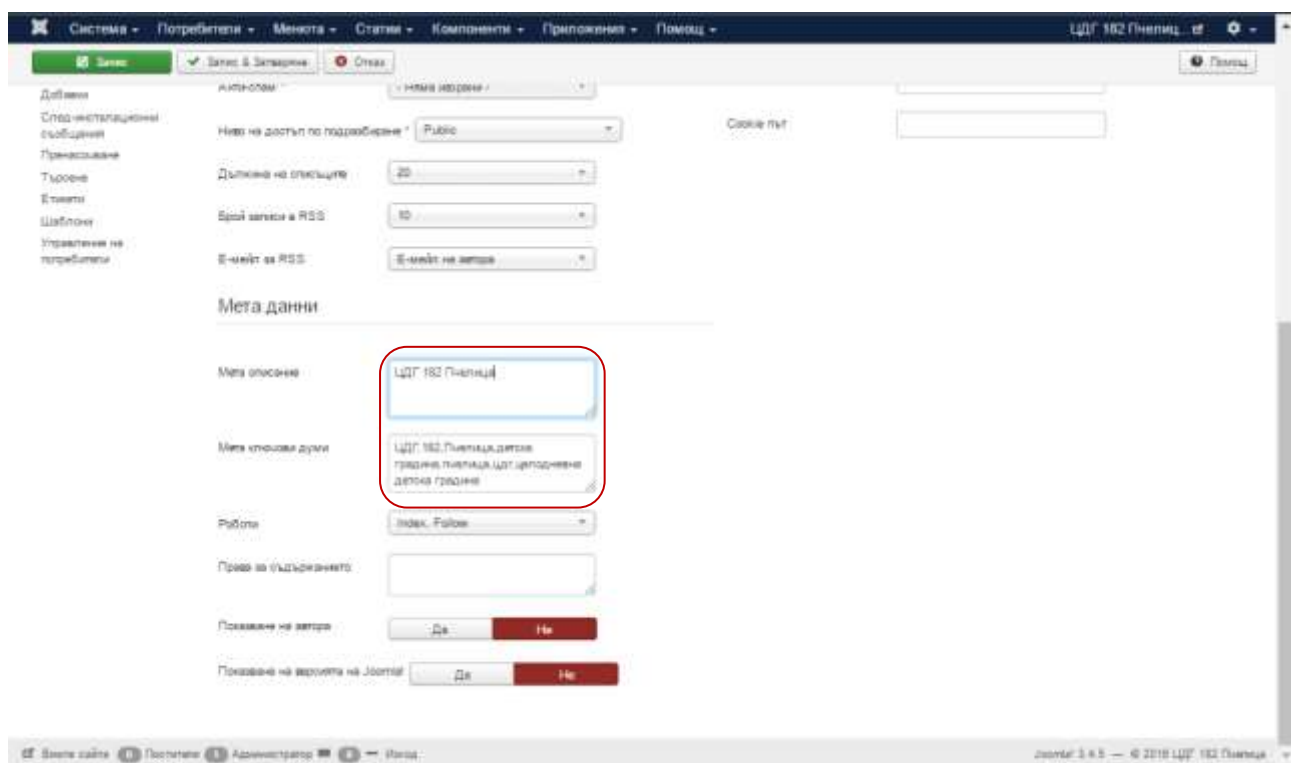 Система Потребители Менюта Статии Компоненти Приложения Помощ ЦДГ 182 Пчелиц...
Запис Запис & Затваряне Отказ Помощ
Добавки
След-инсталационни
съобщения
Пренасочване
Търсене
Етикети
Шаблони
Управление на
потребители
Ниво на достъп по подразбиране * Public Cookie път
Дължина на списъците 20
Брой записи в RSS 10
Е-мейл за RSS Е-мейл на автора
Мета данни
Мета описание ЦДГ 182 Пчелица
Мета ключови думи ЦДГ,182,Пчелица,детска
градина,пчелица,цдг,целодневна
детска градина
Роботи Index, Follow
Права за съдържанието
Показване на автора Да Не
Показване на версията на Joomla! Да Не
Вижте сайта Посетители Администратор Изход Joomla! 3.4.5 — © 2016 ЦДГ 182 Пчелица